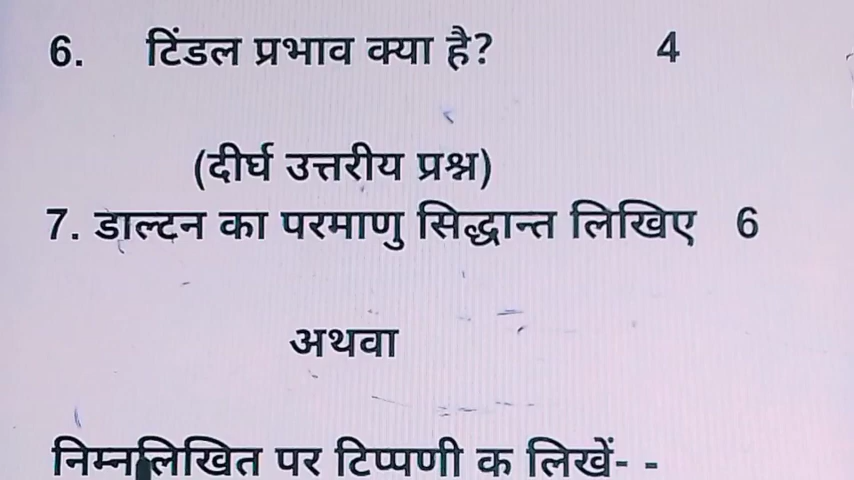 6. टिंडल प्रभाव क्या है? 4
(दीर्घ उत्तरीय प्रश्न)
7. डाल्टन का परमाणु सिद्धान्त लिखिए 6
अथवा
निम्नलिखित पर टिप्पणी क लिखें- -